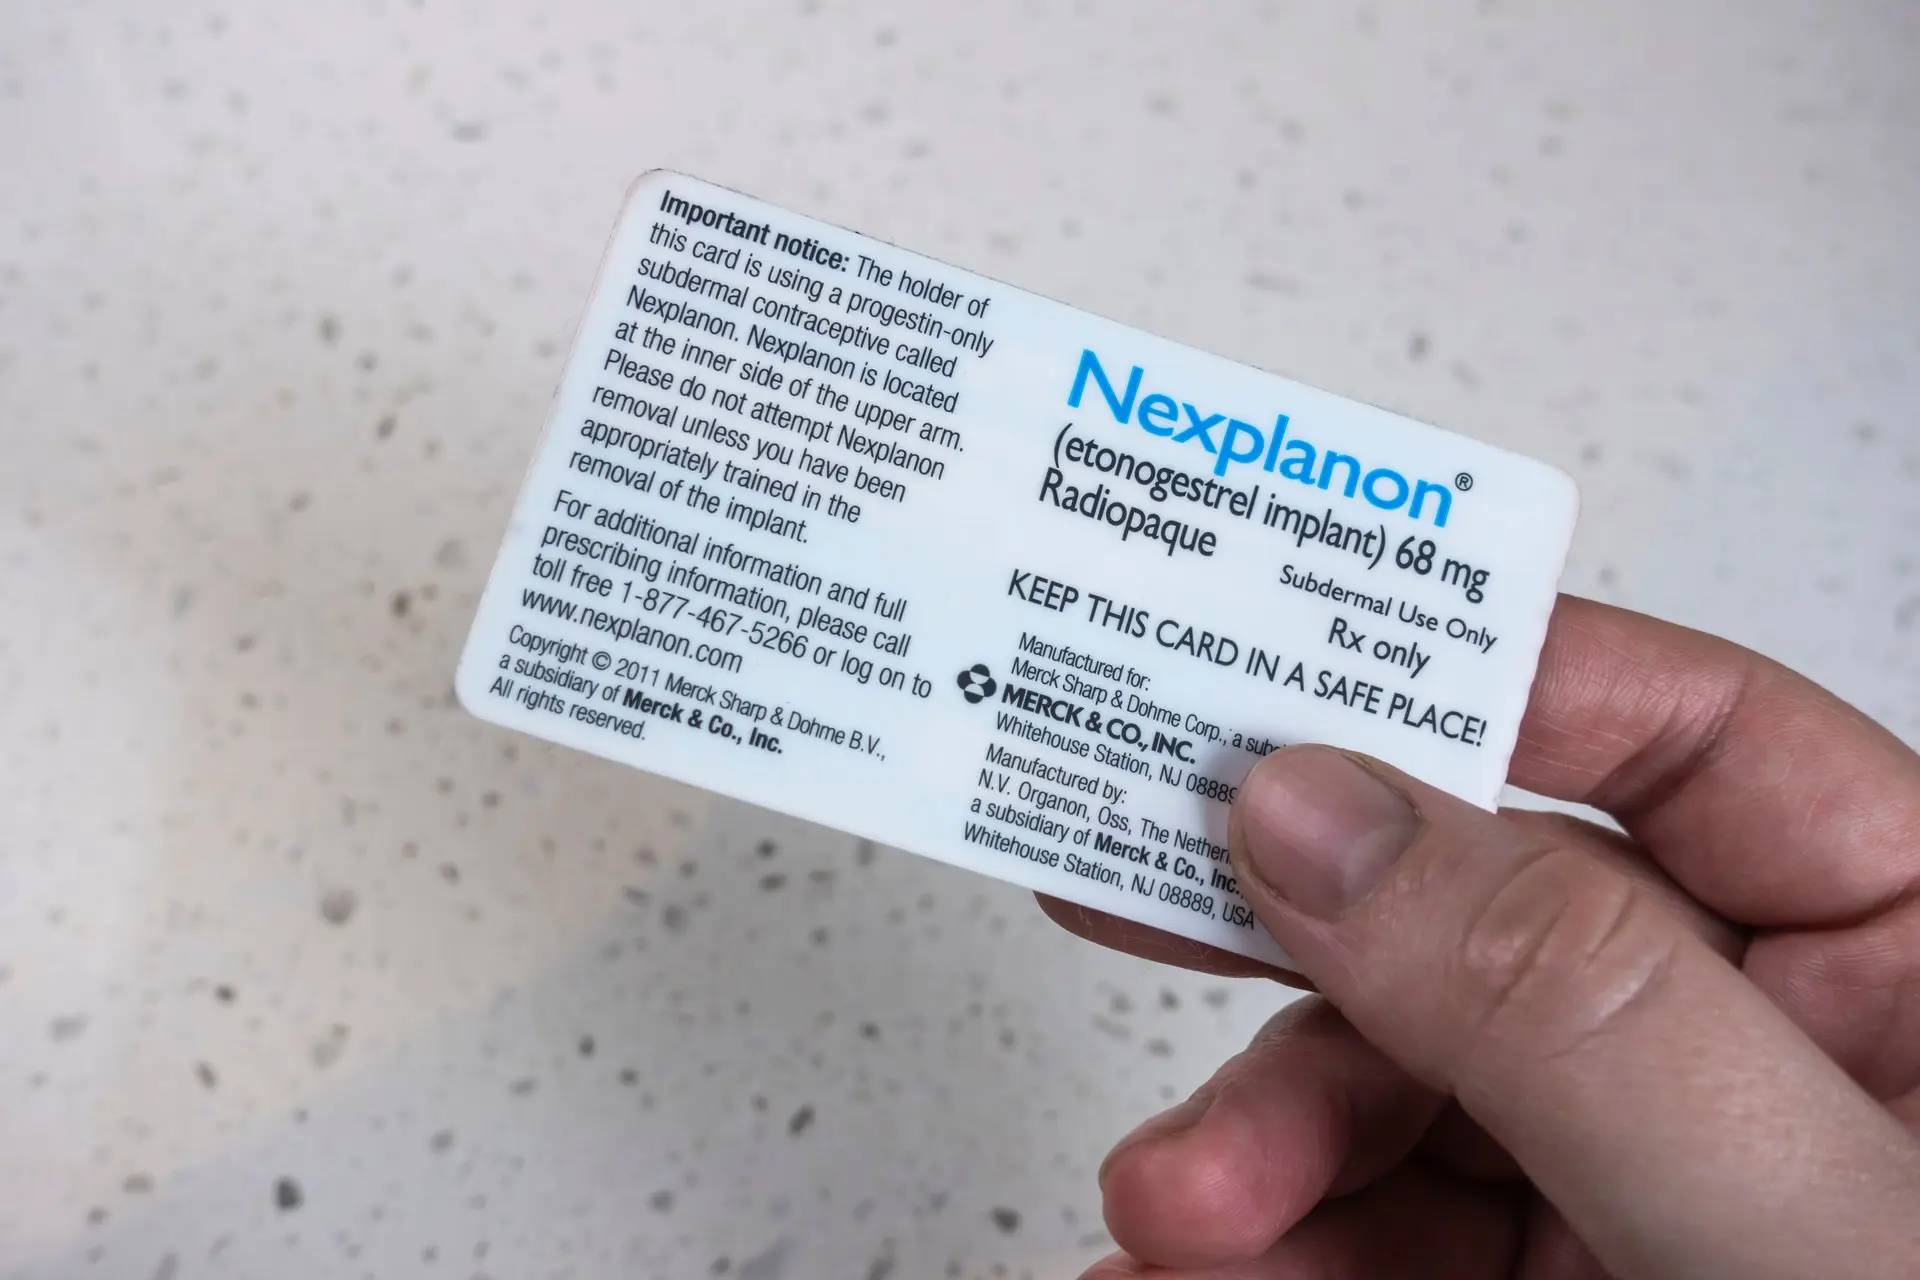 Important notice: The holder of
this card is using a progestin-only
subdermal contraceptive called
Nexplanon. Nexplanon is located
at the inner side of the upper arm.
Please do not attempt Nexplanon
removal unless you have been
appropriately trained in the
removal of the implant.
For additional information and full
prescribing information, please call
toll free 1-877-467-5266 or log on to
www.nexplanon.com
Copyright © 2011 Merck Sharp & Dohme B.V.,
a subsidiary of Merck & Co., Inc.
All rights reserved.
Nexplanon®
(etonogestrel implant) 68 mg
Radiopaque
Subdermal Use Only
Rx only
KEEP THIS CARD IN A SAFE PLACE!
Manufactured for:
Merck Sharp & Dohme Corp., a
MERCK & CO., INC.
Whitehouse Station, NJ 08889
Manufactured by:
N.V. Organon, Oss, The
a subsidiary of Merck & Co., Inc.,
Whitehouse Station, NJ 08889, USA